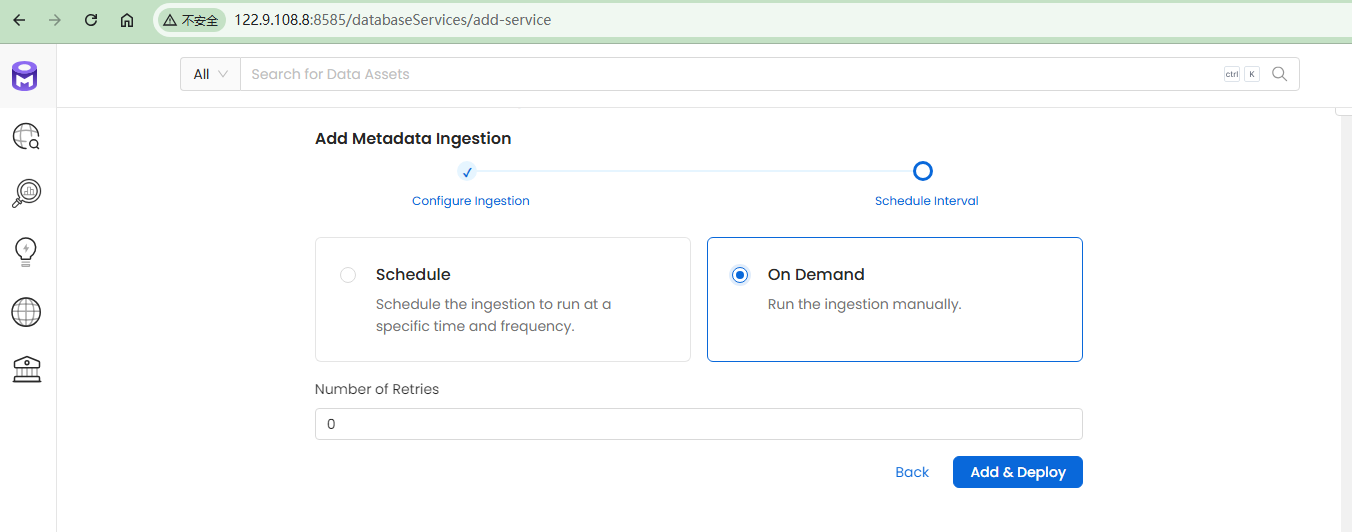 不安全 122.9.108.8:8585/databaseServices/add-service
All Search for Data Assets ctrl K
Add Metadata Ingestion
Configure Ingestion Schedule Interval
Schedule
Schedule the ingestion to run at a
specific time and frequency.
On Demand
Run the ingestion manually.
Number of Retries
0
Back Add & Deploy